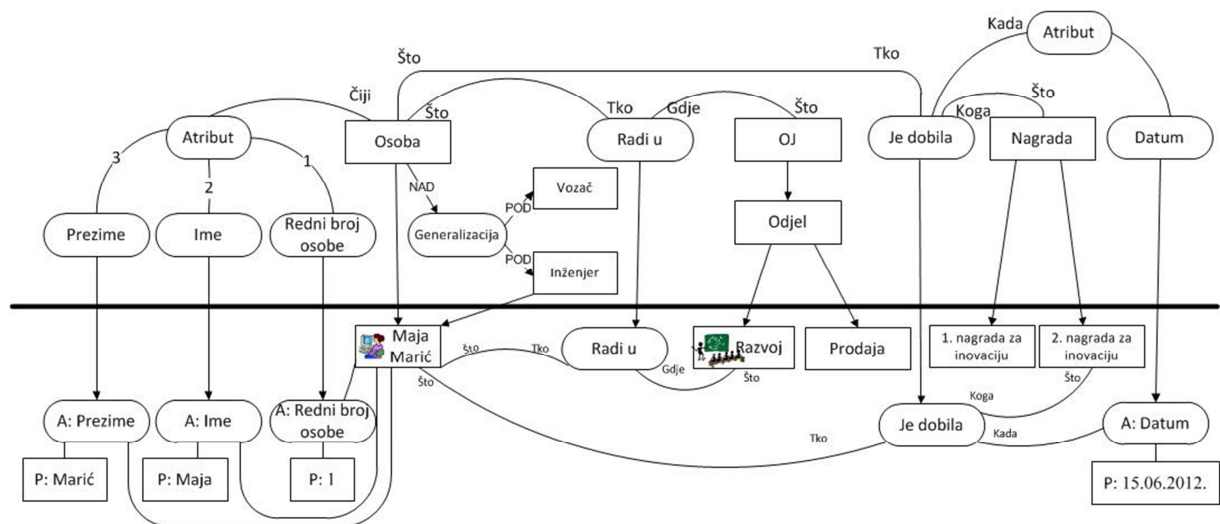 Kada
Atribut
Što
Tko
Čiji
Što
Tko
Gdje
Što
Koga
Što
Atribut
Osoba
Radi u
OJ
Je dobila
Nagrada
Datum
3
2
1
NAD
POD
Vozač
Prezime
Ime
Redni broj
osobe
Generalizacija
Odjel
POD
Inženjer
Maja
Marić
Što
Tko
Radi u
Razvoj
Prodaja
1. nagrada za
inovaciju
2. nagrada za
inovaciju
Gdje
Što
Što
Što
Koga
A: Prezime
A: Ime
A: Redni broj
osobe
Je dobila
A: Datum
Tko
Kada
P: Marić
P: Maja
P: 1
P: 15.06.2012.